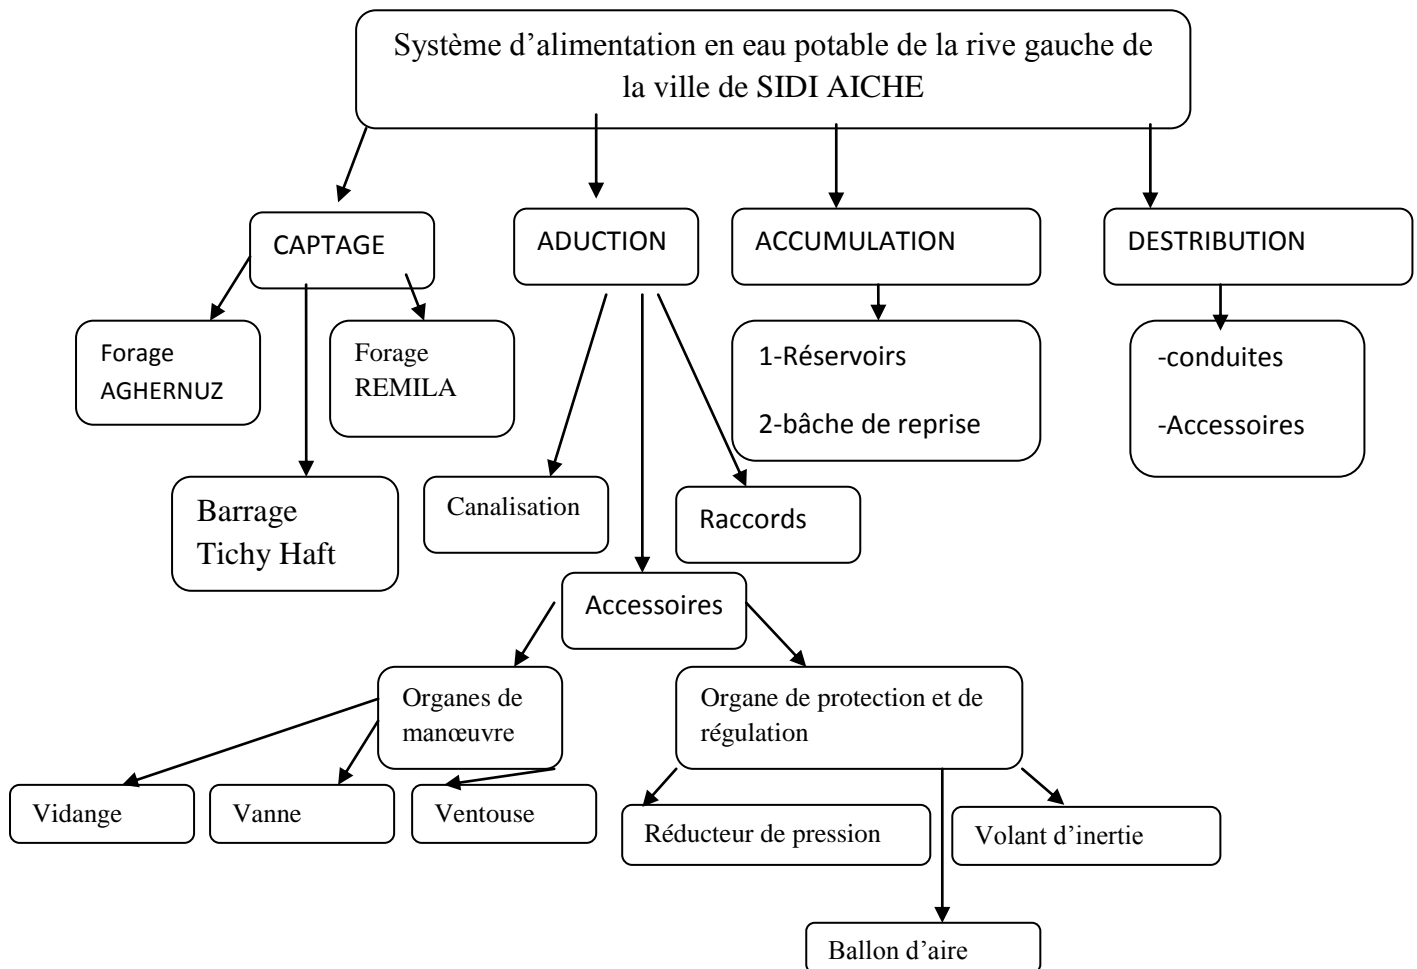 Système d’alimentation en eau potable de la rive gauche de
la ville de SIDI AICHE
CAPTAGE
ADUCTION
ACCUMULATION
DESTRIBUTION
Forage
AGHERNUZ
Forage
REMILA
1-Réservoirs
2-bâche de reprise
-conduites
-Accessoires
Barrage
Tichy Haft
Canalisation
Raccords
Accessoires
Organes de
manœuvre
Organe de protection et de
régulation
Vidange
Vanne
Ventouse
Réducteur de pression
Volant d’inertie
Ballon d’aire